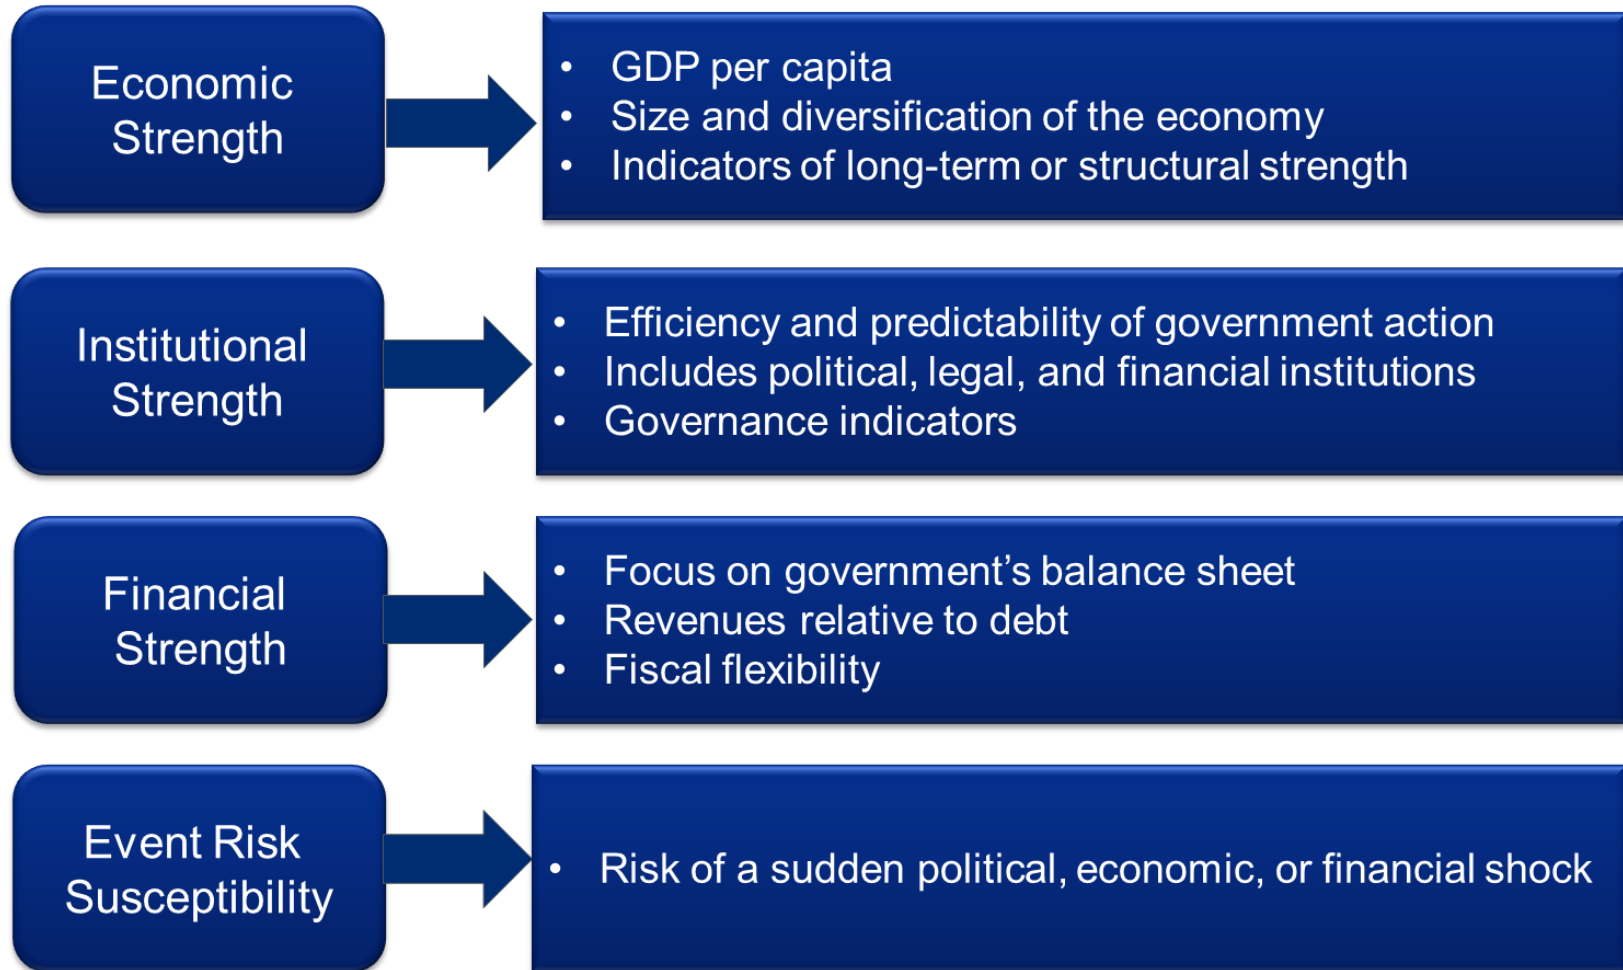 Economic
Strength
• GDP per capita
• Size and diversification of the economy
• Indicators of long-term or structural strength
Institutional
Strength
• Efficiency and predictability of government action
• Includes political, legal, and financial institutions
• Governance indicators
Financial
Strength
• Focus on government’s balance sheet
• Revenues relative to debt
• Fiscal flexibility
Event Risk
Susceptibility
• Risk of a sudden political, economic, or financial shock